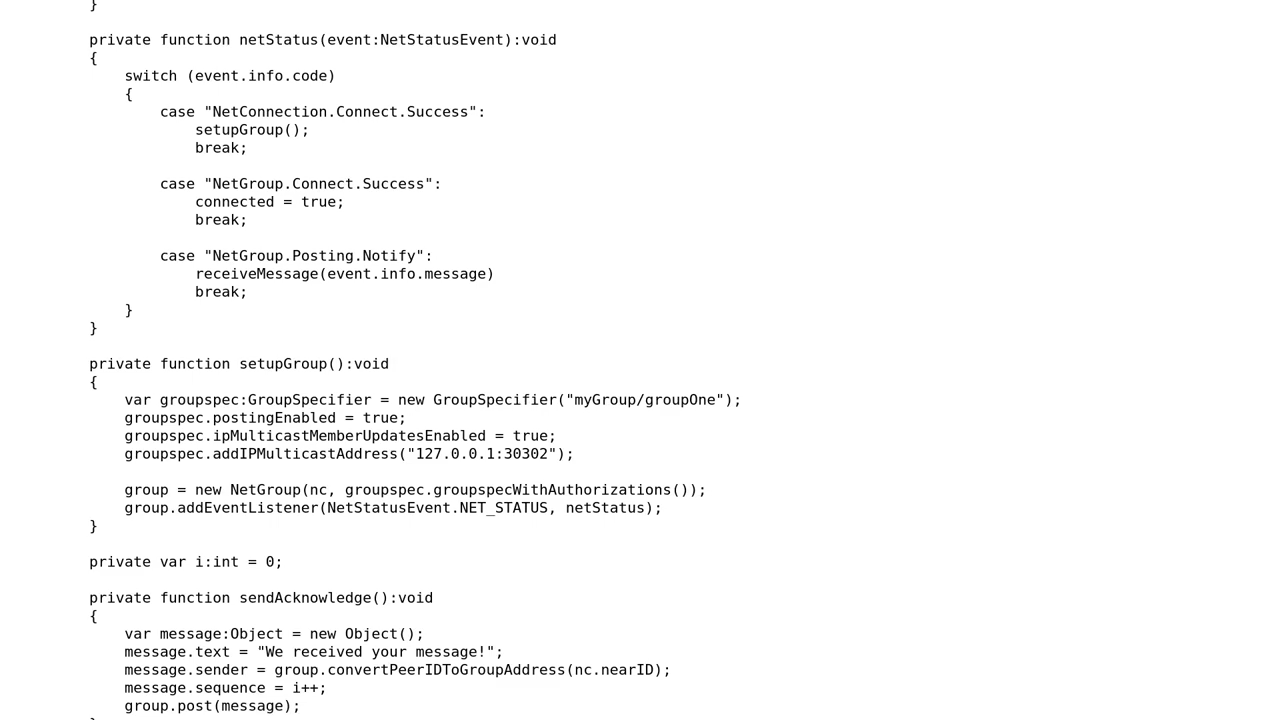 }
private function netStatus(event:NetStatusEvent):void
{
switch (event.info.code)
{
case "NetConnection.Connect.Success":
setupGroup();
break;
case "NetGroup.Connect.Success":
connected = true;
break;
case "NetGroup.Posting.Notify":
receiveMessage(event.info.message)
break;
}
}
private function setupGroup():void
{
var groupspec:GroupSpecifier = new GroupSpecifier("myGroup/groupOne");
groupspec.postingEnabled = true;
groupspec.ipMulticastMemberUpdatesEnabled = true;
groupspec.addIPMulticastAddress("127.0.0.1:30302");
group = new NetGroup(nc, groupspec.groupspecWithAuthorizations());
group.addEventListener(NetStatusEvent.NET_STATUS, netStatus);
}
private var i:int = 0;
private function sendAcknowledge():void
{
var message:Object = new Object();
message.text = "We received your message!";
message.sender = group.convertPeerIDToGroupAddress(nc.nearID);
message.sequence = i++;
group.post(message);
}